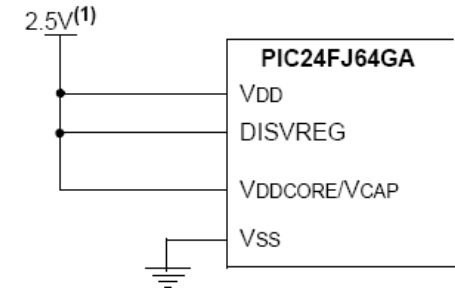 2.5V(1)
PIC24FJ64GA
VDD
DISVREG
VDDCORE/VCAP
VSS